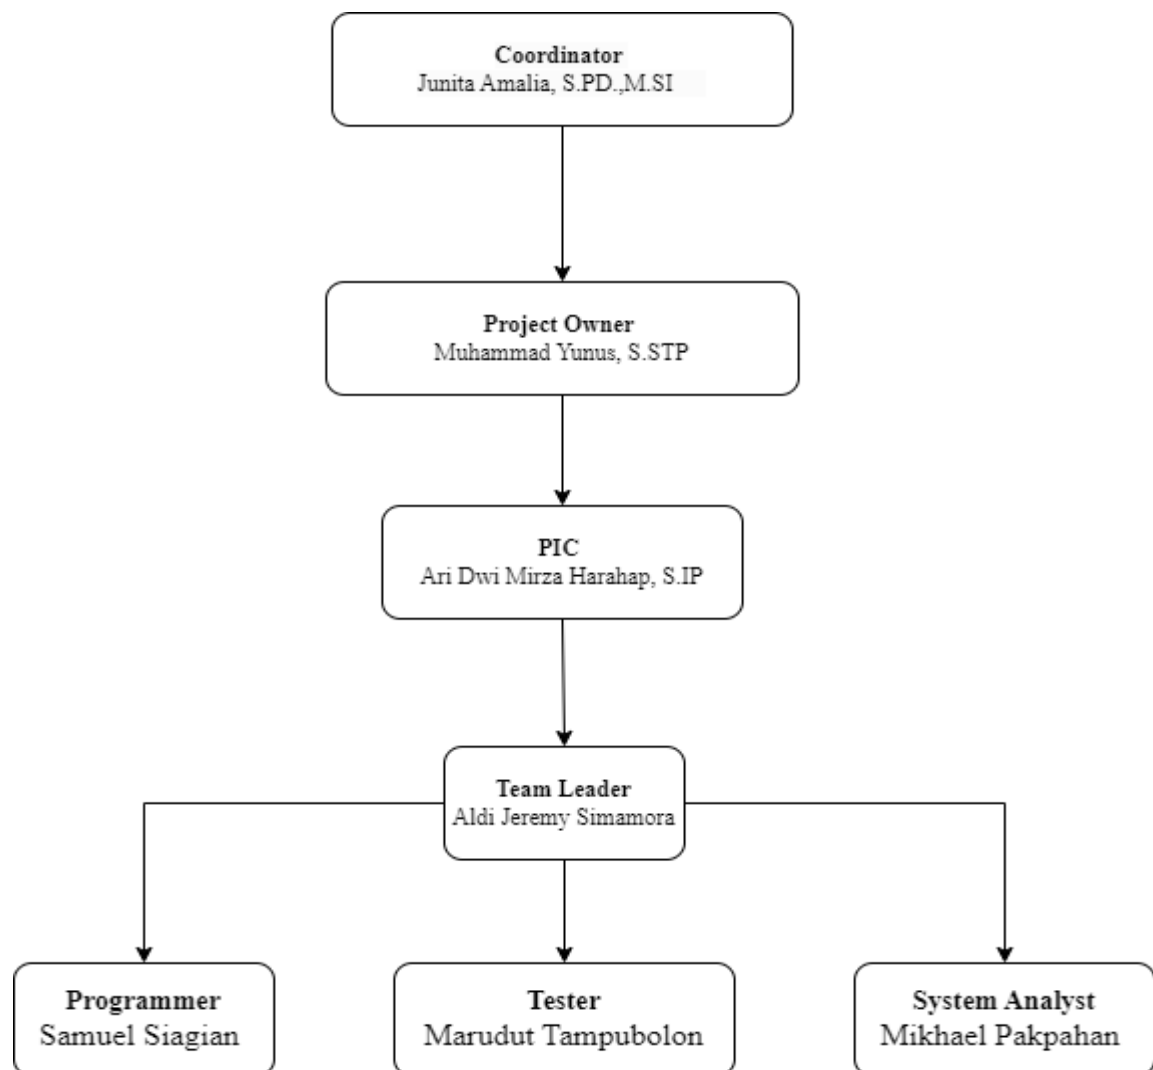 Coordinator
Junita Amalia, S.PD.,M.SI
Project Owner
Muhammad Yunus, S.STP
PIC
Ari Dwi Mirza Harahap, S.IP
Team Leader
Aldi Jeremy Simamora
Programmer
Samuel Siagian
Tester
Marudut Tampubolon
System Analyst
Mikhael Pakpahan